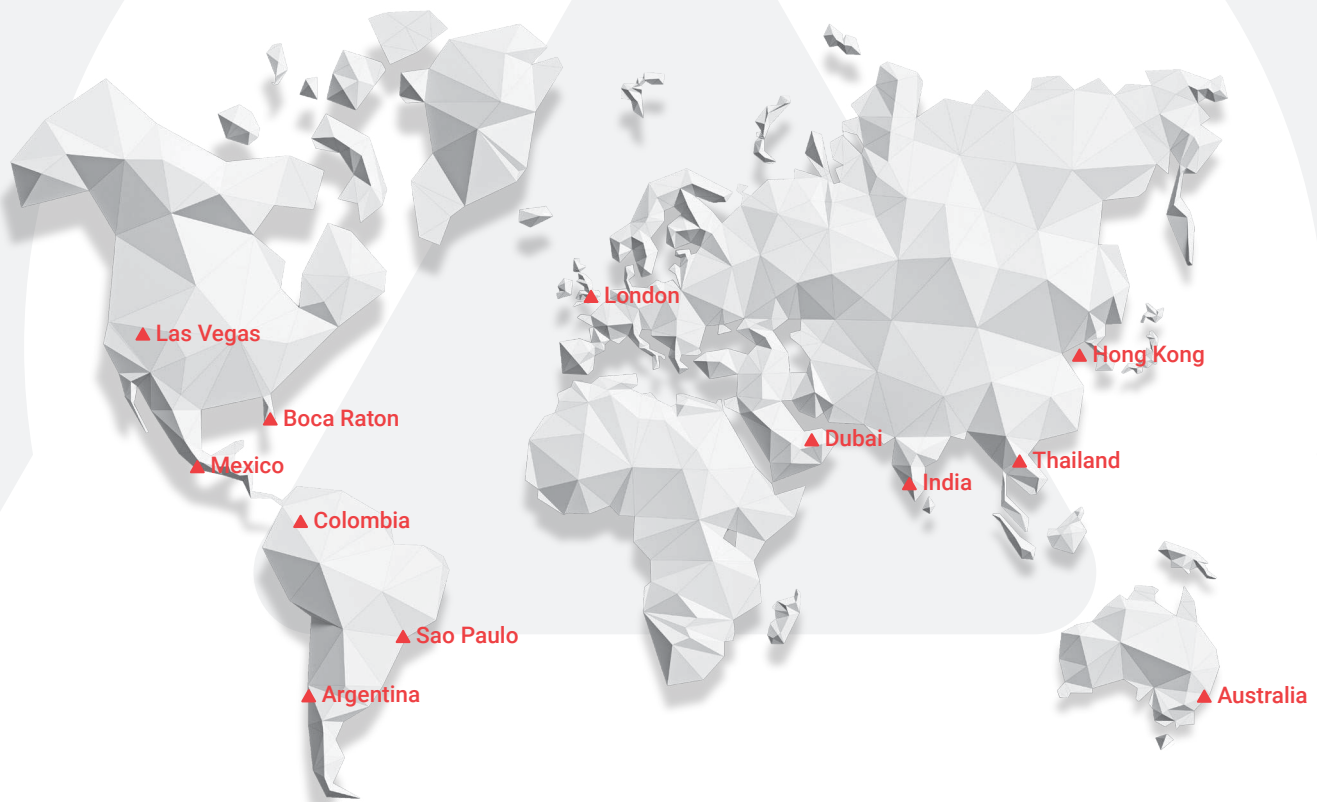 London
Las Vegas
Hong Kong
Boca Raton
Dubai
Thailand
Mexico
India
Colombia
Sao Paulo
Argentina
Australia